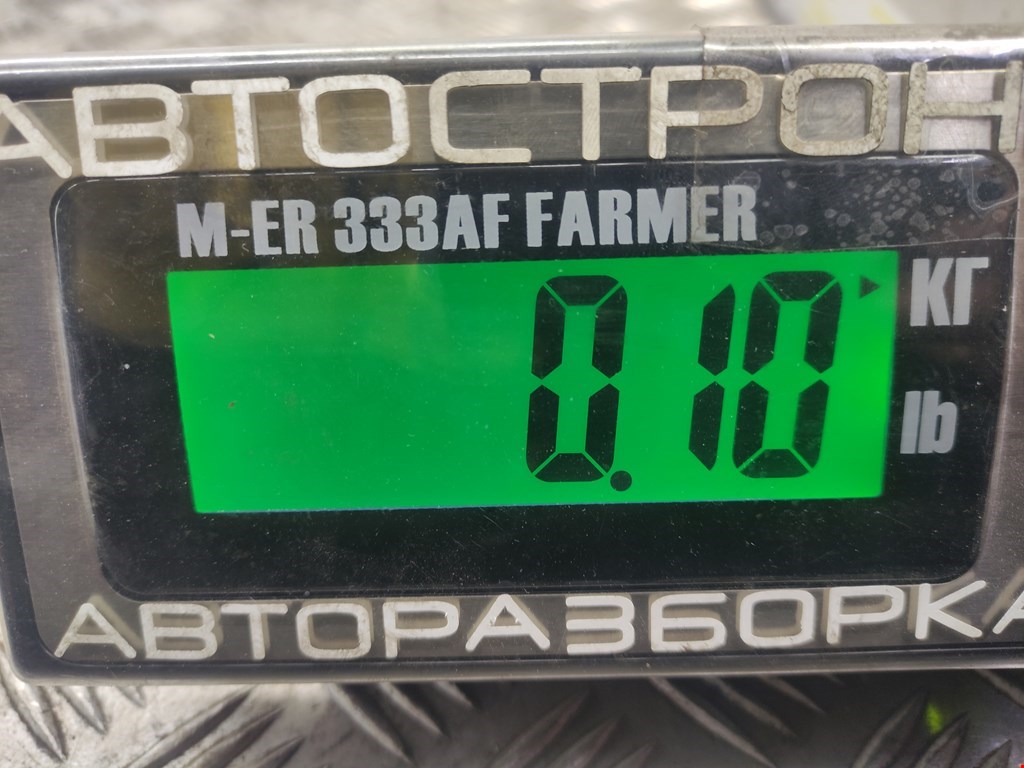 АВТОСТРОН
M-ER 333AF FARMER
0.10
КГ
lb
АВТОРАЗБОРКА